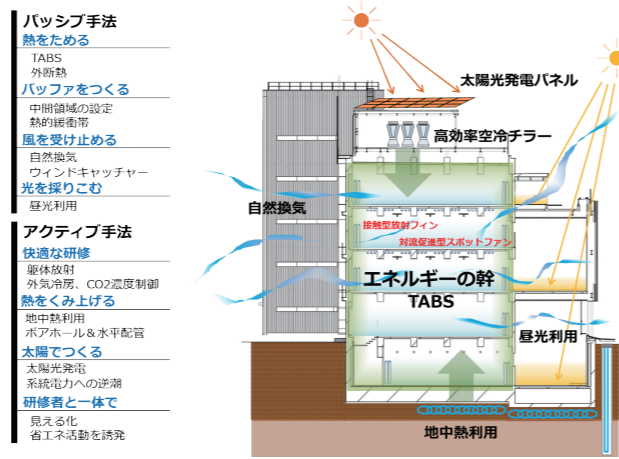 パッシブ手法
熱をためる
TABS
外断熱
バッファをつくる
中間領域の設定
熱的緩衝帯
風を受け止める
自然換気
ウィンドキャッチャー
光を採りこむ
昼光利用
アクティブ手法
快適な研修
躯体放射
外気冷房、CO2濃度制御
熱をくみ上げる
地中熱利用
ボアホール＆水平配管
太陽でつくる
太陽光発電
系統電力への逆潮
研修者と一体で
見える化
省エネ活動を誘発
太陽光発電パネル
高効率空冷チラー
自然換気
接触型放射フィン
対流促進型スポットファン
エネルギーの幹
TABS
昼光利用
地中熱利用